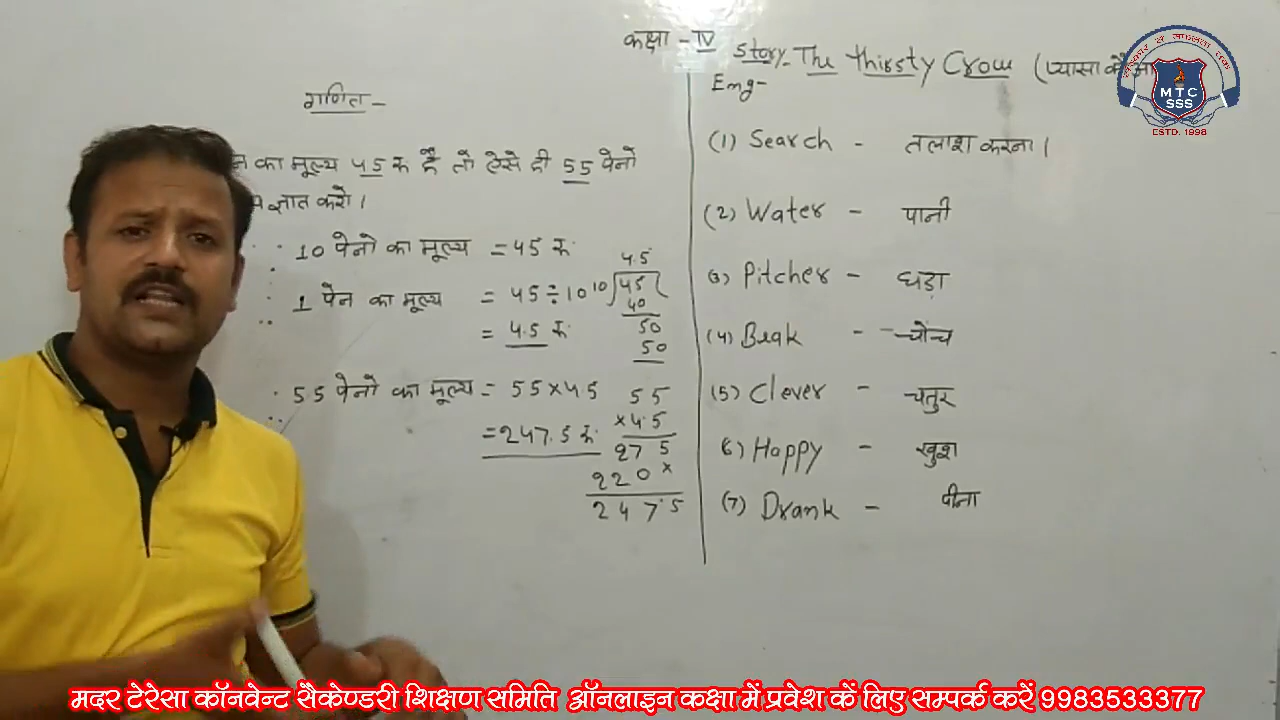 कक्षा - IV
गणित -
न का मूल्य 45 रु है तो ऐसे ही 55 पेनो
ज्ञात करो।
∵ 10 पेनो का मूल्य = 45 रु
∴ 1 पेन का मूल्य = 45 ÷ 10
= 4.5 रु
∴ 55 पेनो का मूल्य = 55 × 4.5
= 247.5 रु
4.5
10 45
40
50
50
55
× 4.5
275
220×
247.5
Story - The Thirsty Crow (प्यासा कौआ
Eng -
(1) Search - तलाश करना।
(2) Water - पानी
(3) Pitcher - घड़ा
(4) Beak - चोंच
(5) Clever - चतुर
(6) Happy - खुश
(7) Drank - पीना
MTC
SSS
ESTD. 1998
मदर टेरेसा कॉनवेन्ट सैकेण्डरी शिक्षण समिति ऑनलाइन कक्षा में प्रवेश कें लिए सम्पर्क करें 9983533377